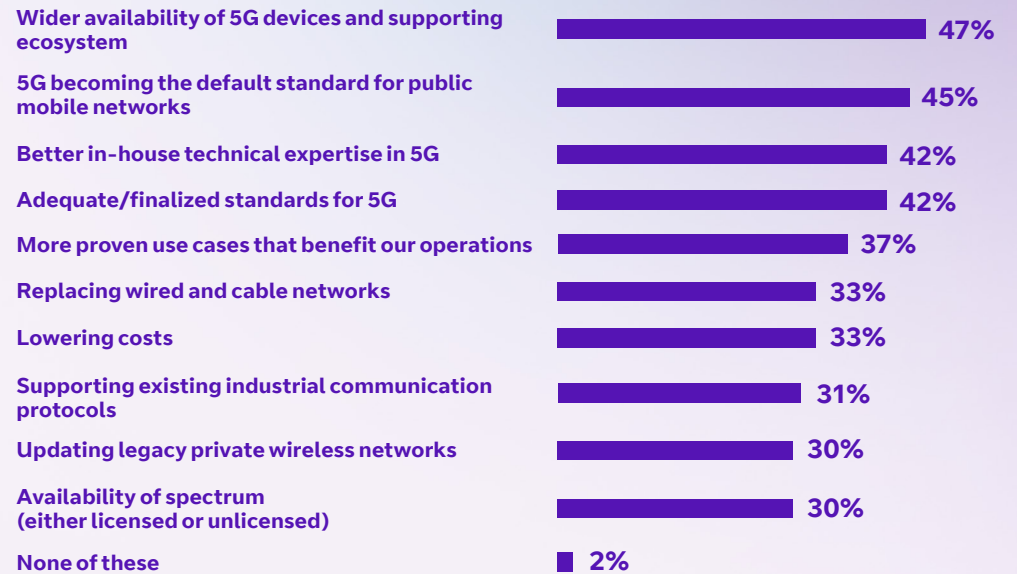 Wider availability of 5G devices and supporting
ecosystem
47%
5G becoming the default standard for public
mobile networks
45%
Better in-house technical expertise in 5G
42%
Adequate/finalized standards for 5G
42%
More proven use cases that benefit our operations
37%
Replacing wired and cable networks
33%
Lowering costs
33%
Supporting existing industrial communication
protocols
31%
Updating legacy private wireless networks
30%
Availability of spectrum
(either licensed or unlicensed)
30%
None of these
2%